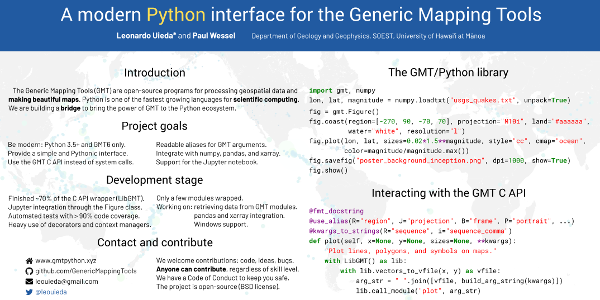 A modern Python interface for the Generic Mapping Tools
Leonardo Uieda* and Paul Wessel Department of Geology and Geophysics, SOEST, University of Hawai'i at Mānoa
Introduction
The Generic Mapping Tools (GMT) are open-source programs for processing geospatial data and
making beautiful maps. Python is one of the fastest growing languages for scientific computing.
We are building a bridge to bring the power of GMT to the Python ecosystem.
Project goals
Be modern: Python 3.5+ and GMT6 only.
Provide a simple and Pythonic interface.
Use the GMT C API instead of system calls.
Readable aliases for GMT arguments.
Integrate with numpy, pandas, and xarray.
Support for the Jupyter notebook.
Development stage
Finished ~70% of the C API wrapper (LibGMT).
Jupyter integration through the Figure class.
Automated tests with > 90% code coverage.
Heavy use of decorators and context managers.
Only a few modules wrapped.
Working on: retrieving data from GMT modules.
pandas and xarray integration.
Windows support.
Contact and contribute
www.gmtpython.xyz
github.com/GenericMappingTools
leouieda@gmail.com
@leouieda
We welcome contributions: code, ideas, bugs.
Anyone can contribute, regardless of skill level.
We have a Code of Conduct to keep you safe.
The project is open-source (BSD license).
The GMT/Python library
import gmt, numpy
lon, lat, magnitude = numpy.loadtxt("usgs_quakes.txt", unpack=True)
fig = gmt.Figure()
fig.coast(region=[-270, 90, -70, 70], projection="N10i", land="#aaaaaa",
water="white", resolution="l")
fig.plot(lon, lat, sizes=0.02*1.5**magnitude, style="cc", cmap="ocean",
color=magnitude/magnitude.max())
fig.savefig("poster_background_inception.png", dpi=1000, show=True)
fig.show()
Interacting with the GMT C API
@fmt_docstring
@use_alias(R="region", J="projection", B="frame", P="portrait", ...)
@kwargs_to_strings(R="sequence", i="sequence_comma")
def plot(self, x=None, y=None, sizes=None, **kwargs):
"Plot lines, polygons, and symbols on maps."
with LibGMT() as lib:
with lib.vectors_to_vfile(x, y) as vfile:
arg_str = " ".join([vfile, build_arg_string(kwargs)])
lib.call_module("plot", arg_str)